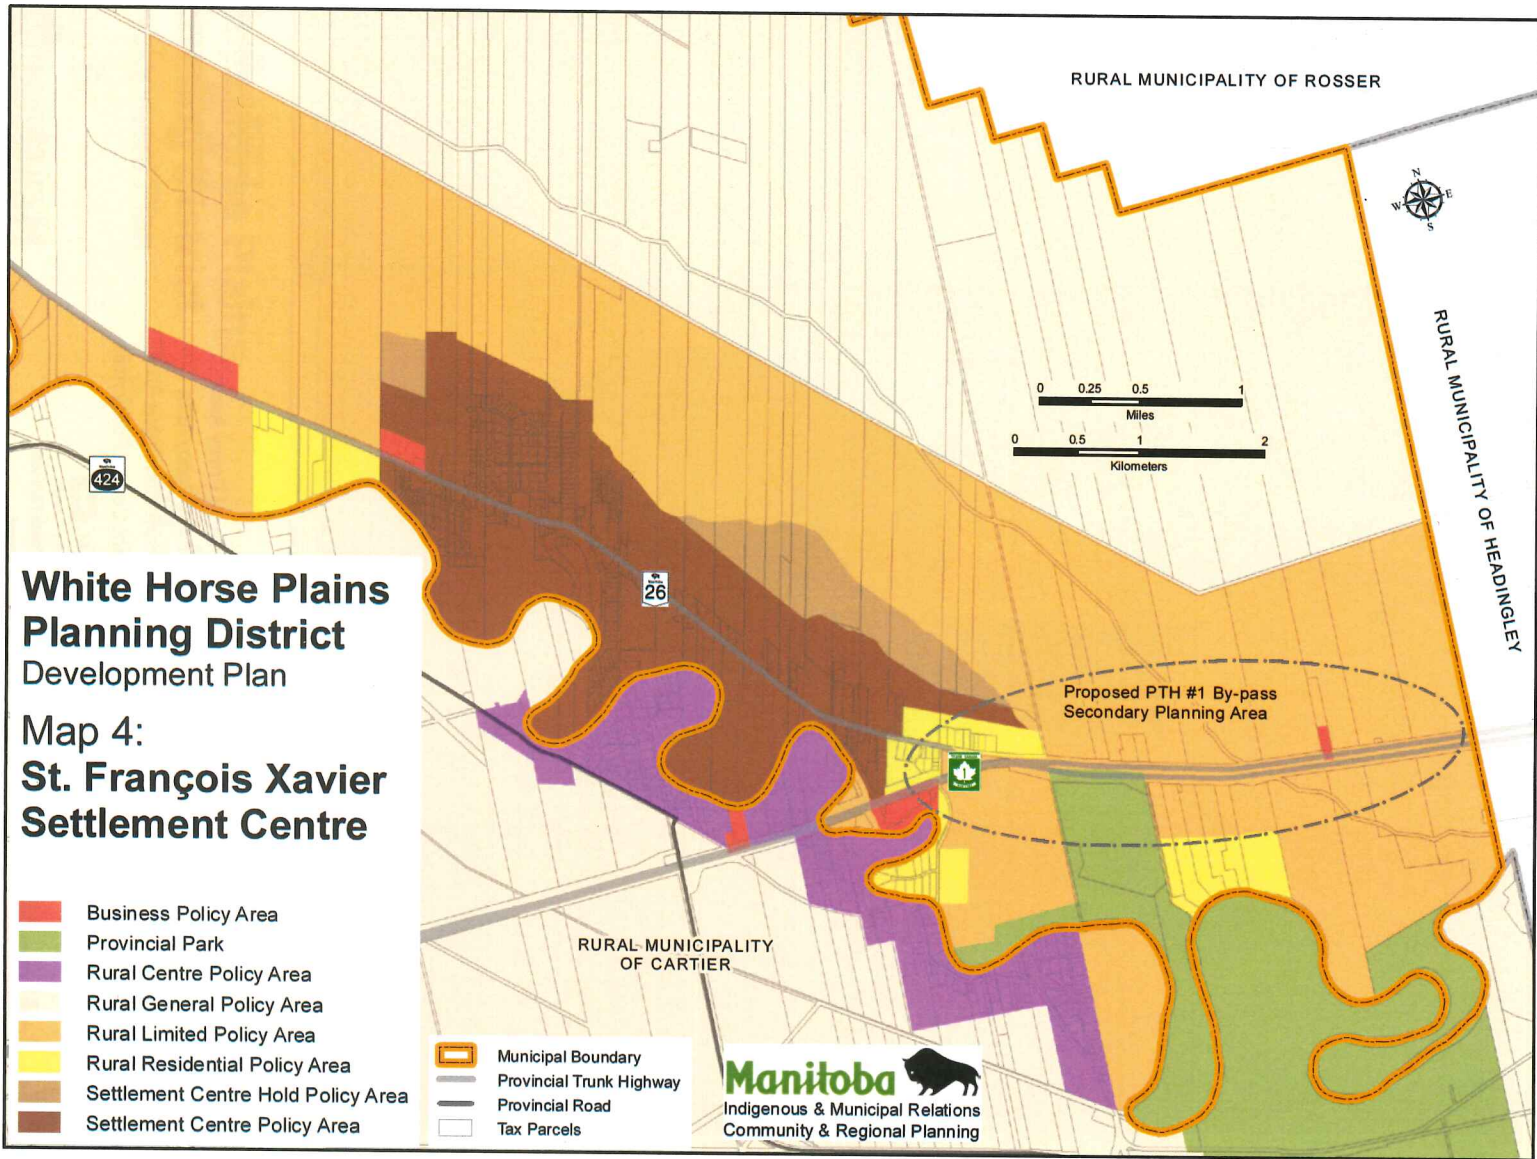 RURAL MUNICIPALITY OF ROSSER
N
W
E
S
RURAL MUNICIPALITY OF HEADINGLEY
0 0.25 0.5 1
Miles
0 0.5 1 2
Kilometers
424
26
White Horse Plains
Planning District
Development Plan
Map 4:
St. François Xavier
Settlement Centre
Proposed PTH #1 By-pass
Secondary Planning Area
1
RURAL MUNICIPALITY
OF CARTIER
Business Policy Area
Provincial Park
Rural Centre Policy Area
Rural General Policy Area
Rural Limited Policy Area
Rural Residential Policy Area
Settlement Centre Hold Policy Area
Settlement Centre Policy Area
Municipal Boundary
Provincial Trunk Highway
Provincial Road
Tax Parcels
Manitoba
Indigenous & Municipal Relations
Community & Regional Planning